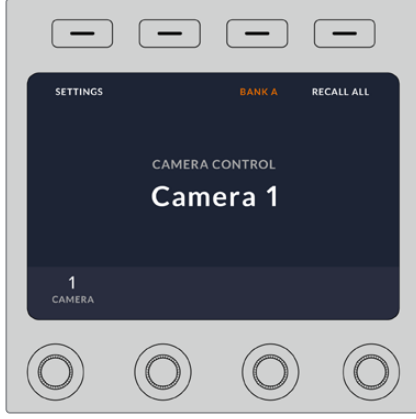 SETTINGS BANK A RECALL ALL
CAMERA CONTROL
Camera 1
1
CAMERA